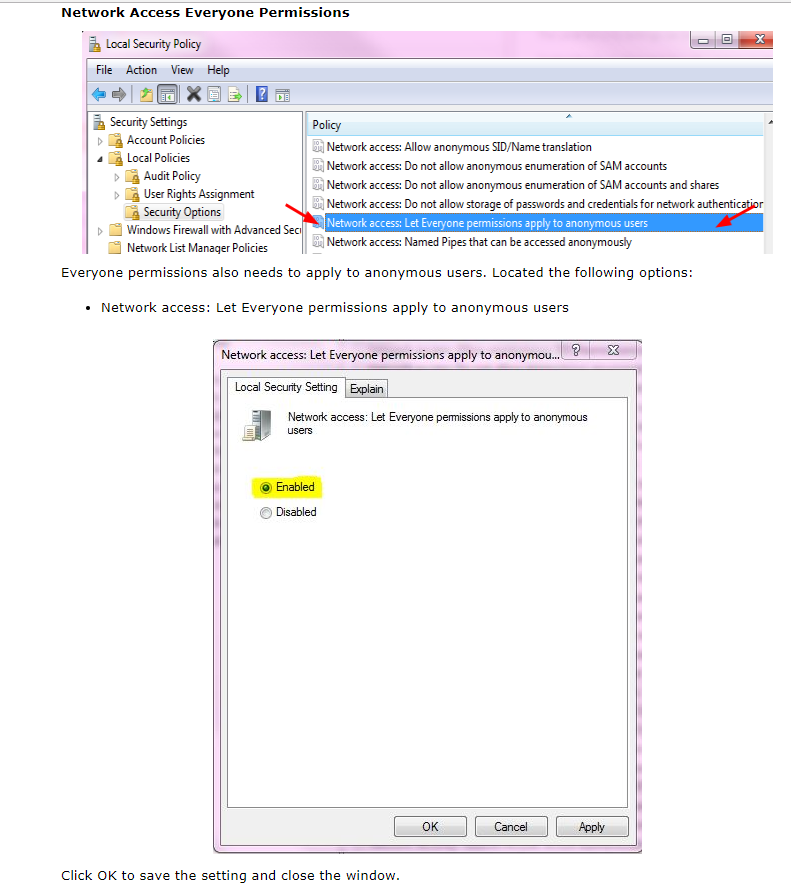 Network Access Everyone Permissions
Local Security Policy
File Action View Help
Security Settings
Account Policies
Local Policies
Audit Policy
User Rights Assignment
Security Options
Windows Firewall with Advanced Secu
Network List Manager Policies
Policy
Network access: Allow anonymous SID/Name translation
Network access: Do not allow anonymous enumeration of SAM accounts
Network access: Do not allow anonymous enumeration of SAM accounts and shares
Network access: Do not allow storage of passwords and credentials for network authentication
Network access: Let Everyone permissions apply to anonymous users
Network access: Named Pipes that can be accessed anonymously
Everyone permissions also needs to apply to anonymous users. Located the following options:
• Network access: Let Everyone permissions apply to anonymous users
Network access: Let Everyone permissions apply to anonymou...
Local Security Setting Explain
Network access: Let Everyone permissions apply to anonymous
users
Enabled
Disabled
OK Cancel Apply
Click OK to save the setting and close the window.